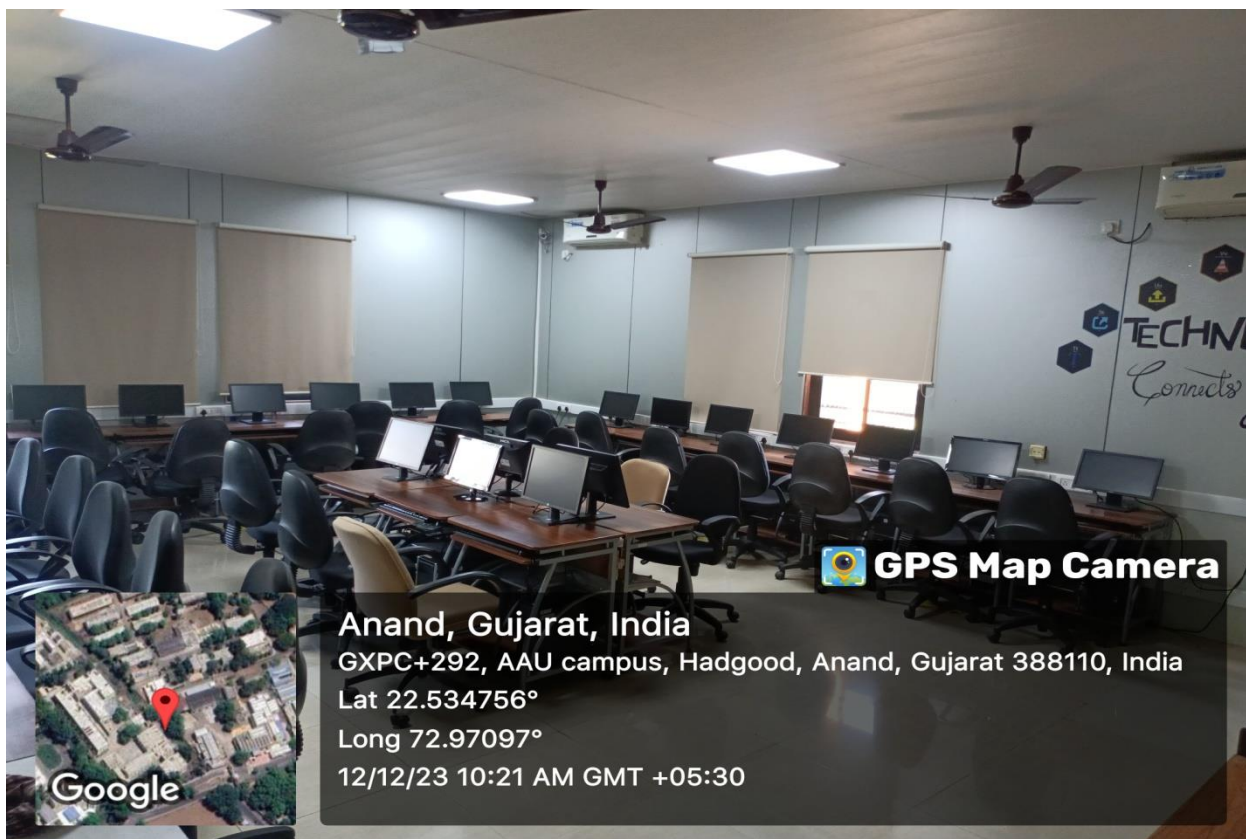 TECHN
Connects
GPS Map Camera
Anand, Gujarat, India
GXPC+292, AAU campus, Hadgood, Anand, Gujarat 388110, India
Lat 22.534756°
Long 72.97097°
12/12/23 10:21 AM GMT +05:30
Google